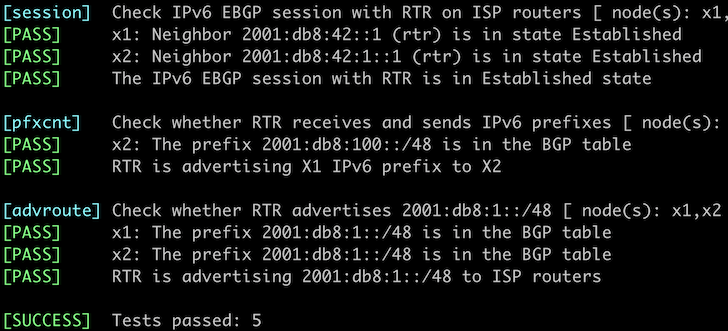 [session] Check IPv6 EBGP session with RTR on ISP routers [ node(s): x1,
[PASS] x1: Neighbor 2001:db8:42::1 (rtr) is in state Established
[PASS] x2: Neighbor 2001:db8:42:1::1 (rtr) is in state Established
[PASS] The IPv6 EBGP session with RTR is in Established state
[pfxcnt] Check whether RTR receives and sends IPv6 prefixes [ node(s):
[PASS] x2: The prefix 2001:db8:100::/48 is in the BGP table
[PASS] RTR is advertising X1 IPv6 prefix to X2
[advroute] Check whether RTR advertises 2001:db8:1::/48 [ node(s): x1,x2
[PASS] x1: The prefix 2001:db8:1::/48 is in the BGP table
[PASS] x2: The prefix 2001:db8:1::/48 is in the BGP table
[PASS] RTR is advertising 2001:db8:1::/48 to ISP routers
[SUCCESS] Tests passed: 5